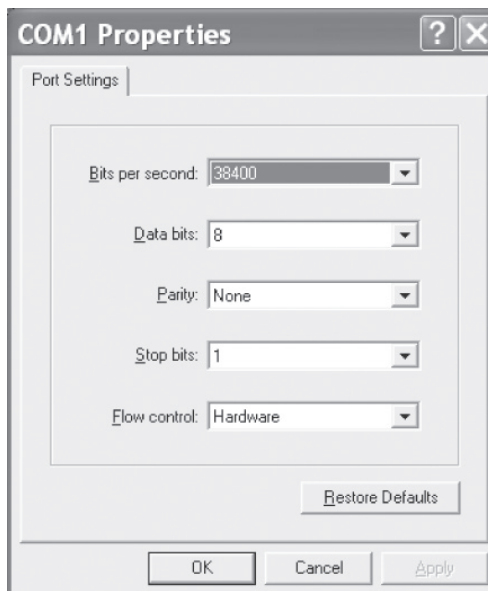 COM1 Properties
Port Settings
Bits per second: 38400
Data bits: 8
Parity: None
Stop bits: 1
Flow control: Hardware
Restore Defaults
OK Cancel Apply